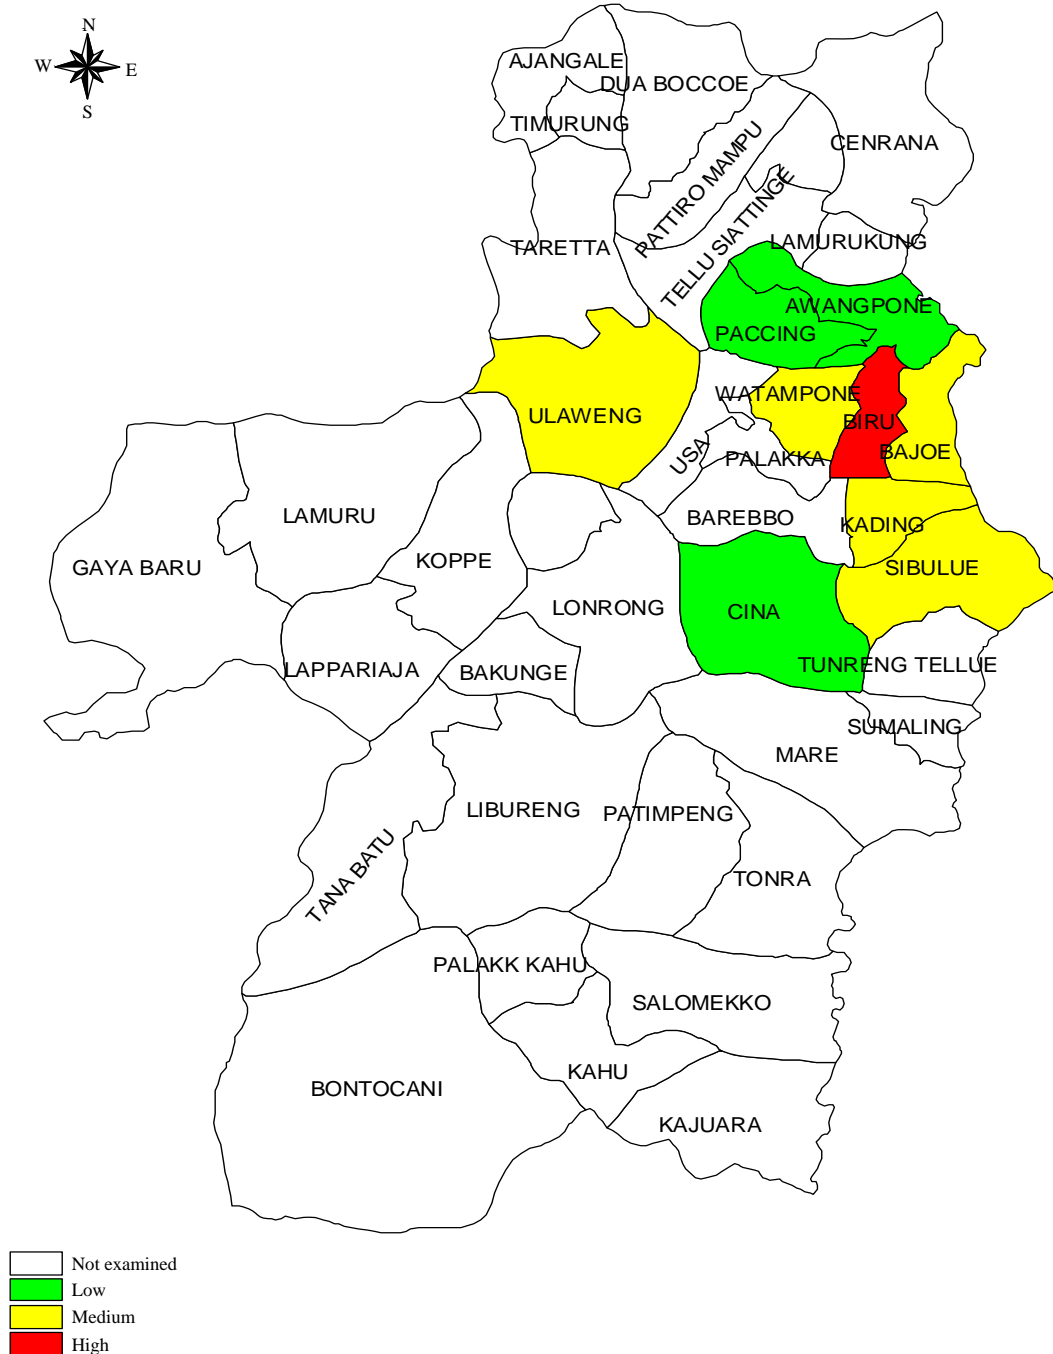 N
W
E
S
AJANGALE
DUA BOCCOE
TIMURUNG
CENRANA
PATTIRO MAMPU
TELLU SIATTINGE
TARETTA
LAMURUKUNG
AWANGPONE
PACCING
WATAMPONE
ULAWENG
BIRU
BAJOE
USA
PALAKKA
LAMURU
BAREBBO
KADING
GAYA BARU
KOPPE
SIBULUE
LONRONG
CINA
LAPPARIAJA
BAKUNGE
TUNRENG TELLUE
SUMALING
MARE
LIBURENG
PATIMPENG
TANA BATU
TONRA
PALAKK KAHU
SALOMEKKO
KAHU
BONTOCANI
KAJUARA
Not examined
Low
Medium
High